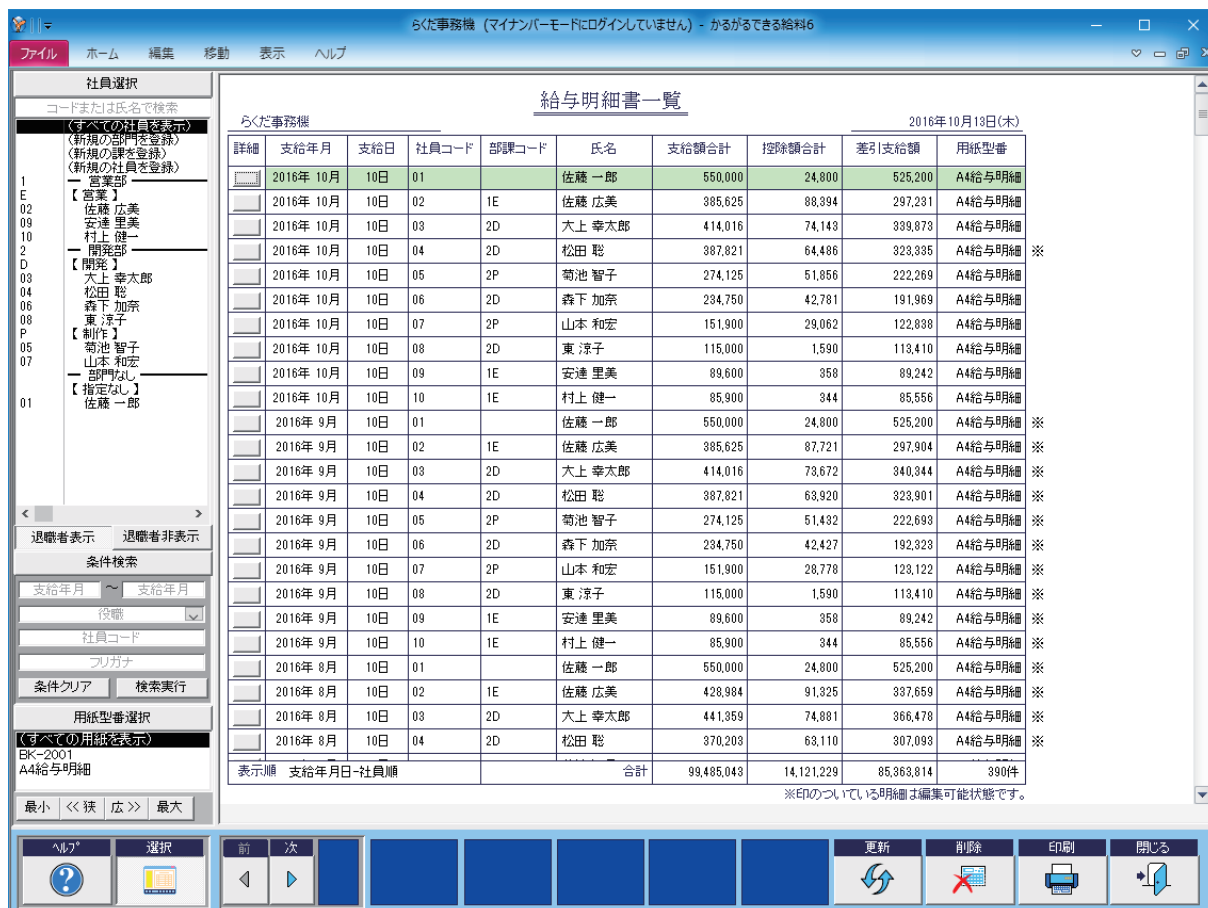 らくだ事務機 (マイナンバーモードにログインしていません) - かるがるできる給料6
ファイル ホーム 編集 移動 表示 ヘルプ
社員選択
コードまたは氏名で検索
(すべての社員を表示)
(新規の部門を登録)
(新規の課を登録)
(新規の社員を登録)
1 ― 営業部 ―
E 【 営業 】
02 佐藤 広美
09 安達 里美
10 村上 健一
2 ― 開発部 ―
D 【 開発 】
03 大上 幸太郎
04 松田 聡
06 森下 加奈
08 東 涼子
P 【 制作 】
05 菊池 智子
07 山本 和宏
― 部門なし ―
【 指定なし 】
01 佐藤 一郎
退職者表示 退職者非表示
条件検索
支給年月 ~ 支給年月
役職
社員コード
フリガナ
条件クリア 検索実行
用紙型番選択
(すべての用紙を表示)
BK-2001
A4給与明細
最小 <<狭 広>> 最大
給与明細書一覧
らくだ事務機 2016年10月13日(木)
詳細 支給年月 支給日 社員コード 部課コード 氏名 支給額合計 控除額合計 差引支給額 用紙型番
2016年 10月 10日 01 佐藤 一郎 550,000 24,800 525,200 A4給与明細
2016年 10月 10日 02 1E 佐藤 広美 385,625 88,394 297,231 A4給与明細
2016年 10月 10日 03 2D 大上 幸太郎 414,016 74,143 339,873 A4給与明細
2016年 10月 10日 04 2D 松田 聡 387,821 64,486 323,335 A4給与明細 ※
2016年 10月 10日 05 2P 菊池 智子 274,125 51,856 222,269 A4給与明細
2016年 10月 10日 06 2D 森下 加奈 234,750 42,781 191,969 A4給与明細
2016年 10月 10日 07 2P 山本 和宏 151,900 29,062 122,838 A4給与明細
2016年 10月 10日 08 2D 東 涼子 115,000 1,590 113,410 A4給与明細
2016年 10月 10日 09 1E 安達 里美 89,600 358 89,242 A4給与明細
2016年 10月 10日 10 1E 村上 健一 85,900 344 85,556 A4給与明細
2016年 9月 10日 01 佐藤 一郎 550,000 24,800 525,200 A4給与明細 ※
2016年 9月 10日 02 1E 佐藤 広美 385,625 87,721 297,904 A4給与明細 ※
2016年 9月 10日 03 2D 大上 幸太郎 414,016 73,672 340,344 A4給与明細 ※
2016年 9月 10日 04 2D 松田 聡 387,821 63,920 323,901 A4給与明細 ※
2016年 9月 10日 05 2P 菊池 智子 274,125 51,432 222,693 A4給与明細 ※
2016年 9月 10日 06 2D 森下 加奈 234,750 42,427 192,323 A4給与明細 ※
2016年 9月 10日 07 2P 山本 和宏 151,900 28,778 123,122 A4給与明細 ※
2016年 9月 10日 08 2D 東 涼子 115,000 1,590 113,410 A4給与明細 ※
2016年 9月 10日 09 1E 安達 里美 89,600 358 89,242 A4給与明細 ※
2016年 9月 10日 10 1E 村上 健一 85,900 344 85,556 A4給与明細 ※
2016年 8月 10日 01 佐藤 一郎 550,000 24,800 525,200 A4給与明細 ※
2016年 8月 10日 02 1E 佐藤 広美 428,984 91,325 337,659 A4給与明細 ※
2016年 8月 10日 03 2D 大上 幸太郎 441,359 74,881 366,478 A4給与明細 ※
2016年 8月 10日 04 2D 松田 聡 370,203 63,110 307,093 A4給与明細 ※
表示順 支給年月日-社員順 合計 99,485,043 14,121,229 85,363,814 390件
※印のついている明細は編集可能状態です。
ヘルプ 選択 前 次 更新 削除 印刷 閉じる